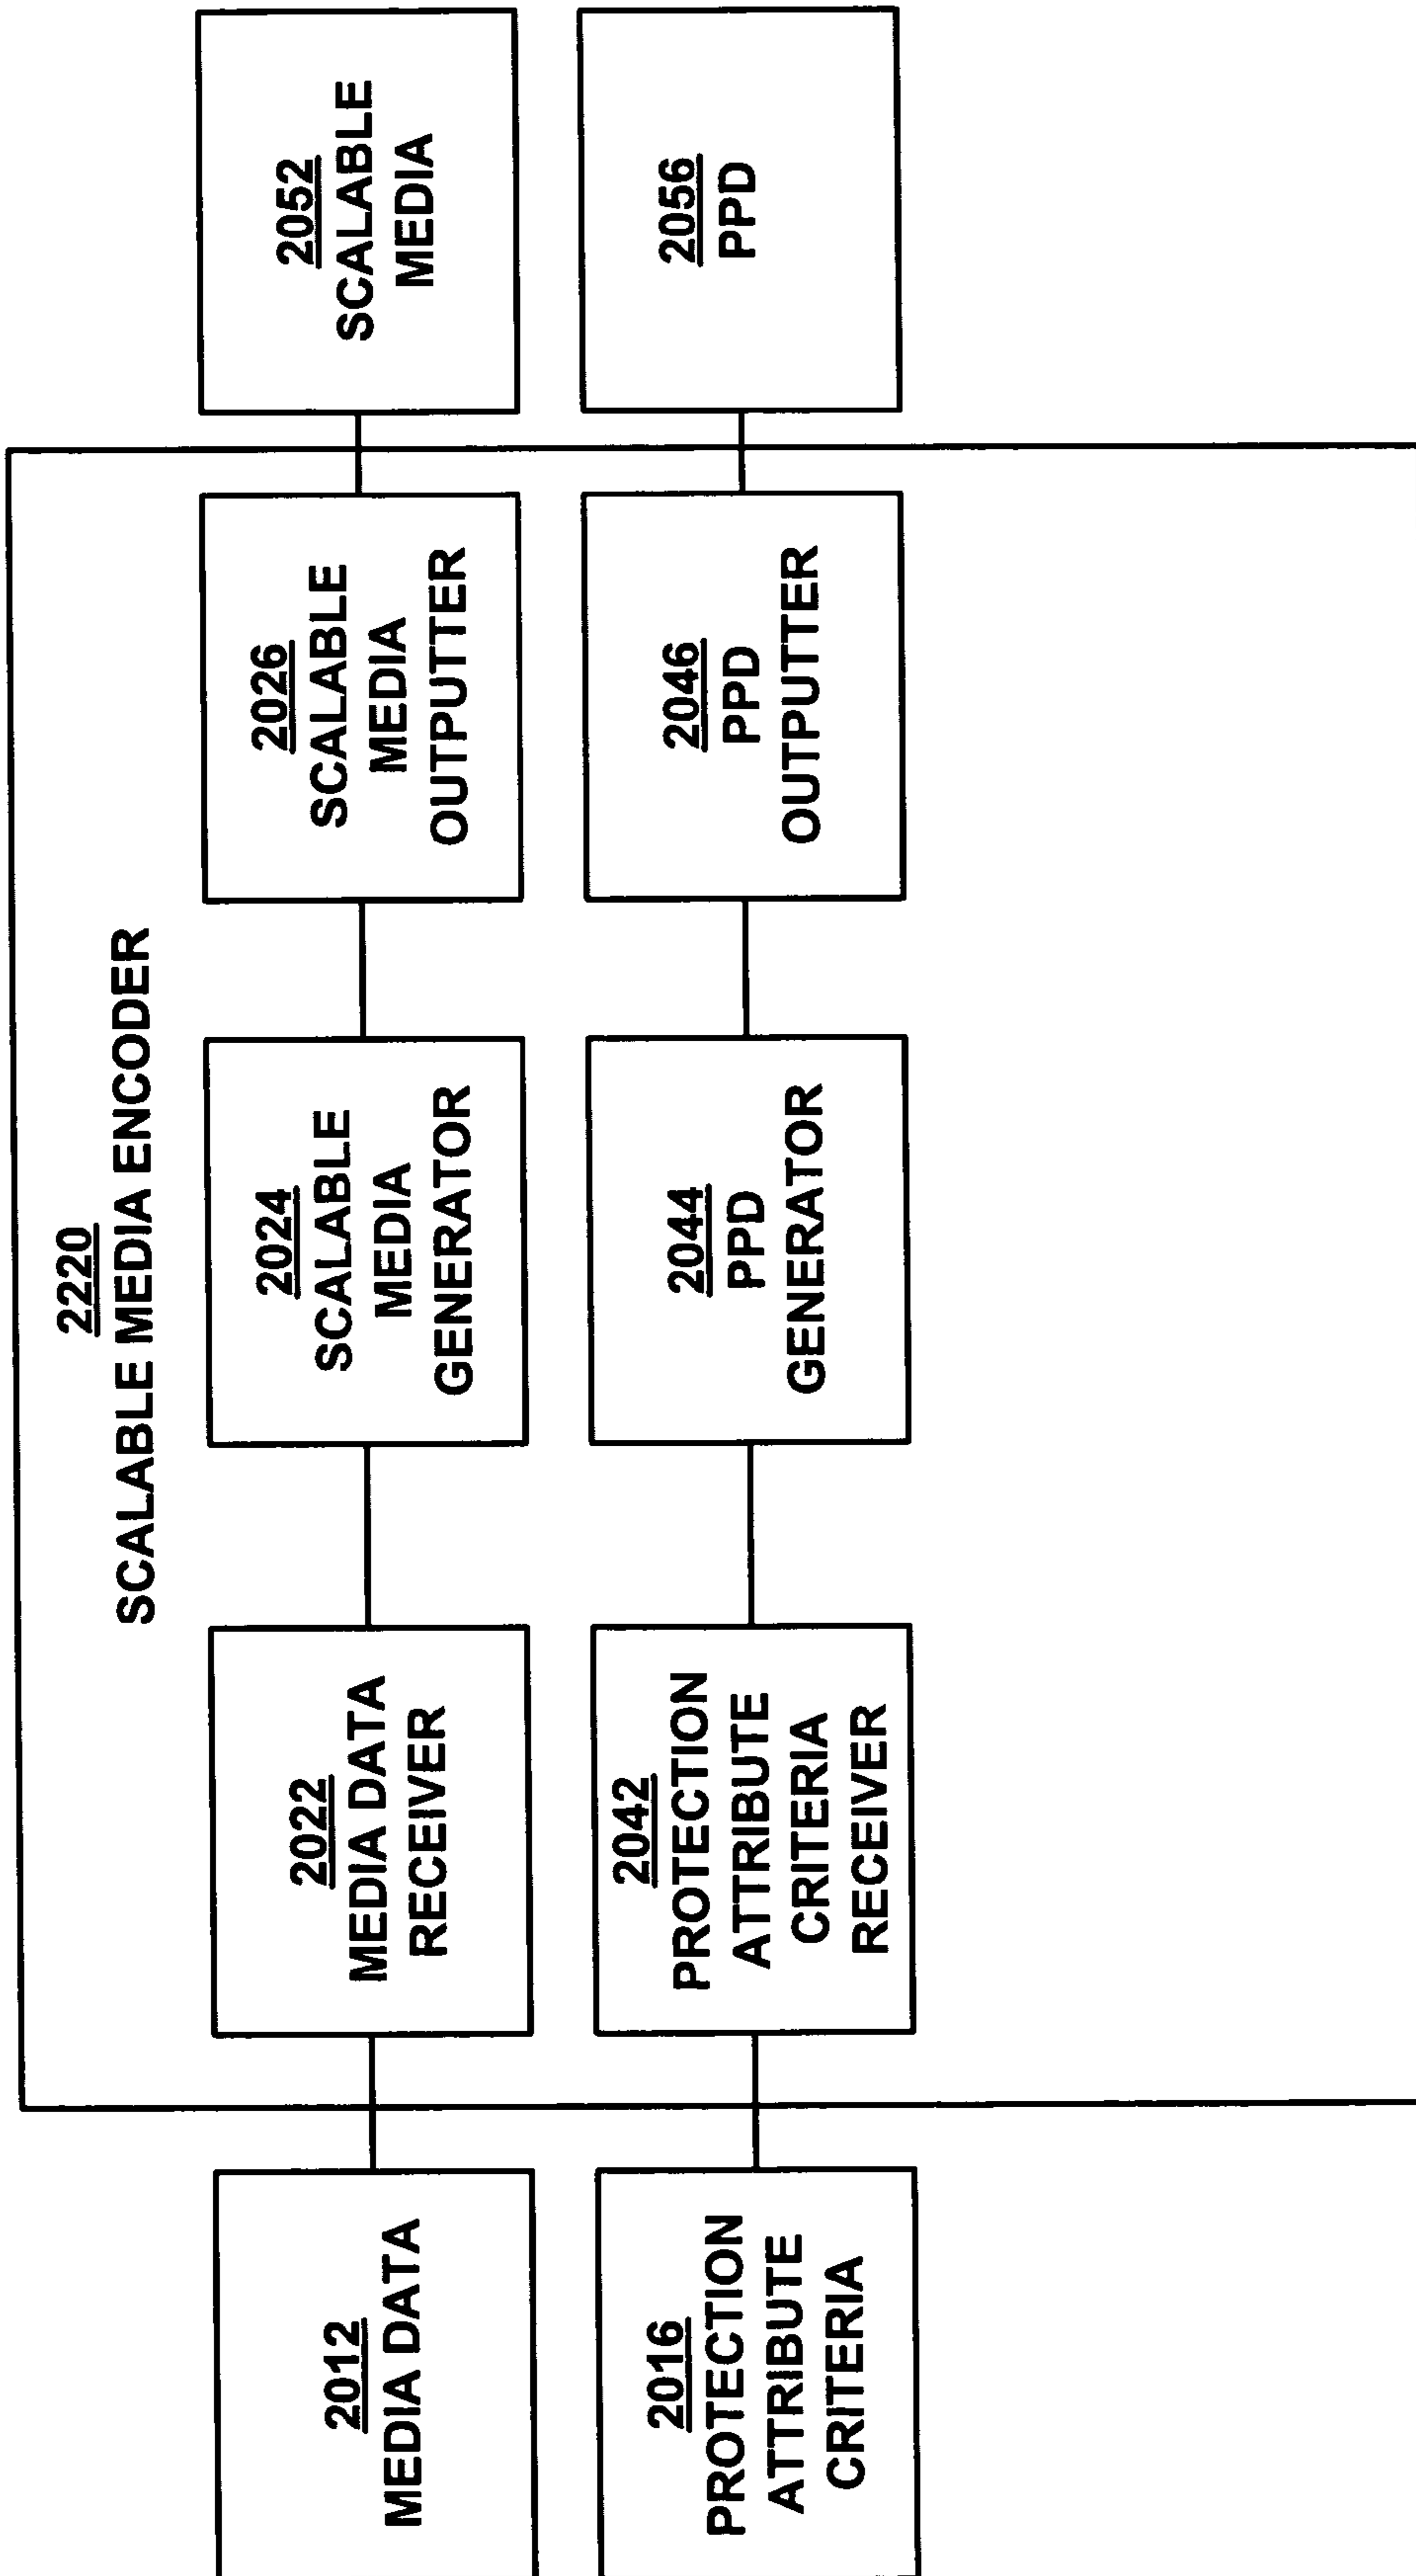 2220
SCALABLE MEDIA ENCODER
2012
MEDIA DATA
2022
MEDIA DATA
RECEIVER
2024
SCALABLE
MEDIA
GENERATOR
2026
SCALABLE
MEDIA
OUTPUTTER
2052
SCALABLE
MEDIA
2016
PROTECTION
ATTRIBUTE
CRITERIA
2042
PROTECTION
ATTRIBUTE
CRITERIA
RECEIVER
2044
PPD
GENERATOR
2046
PPD
OUTPUTTER
2056
PPD